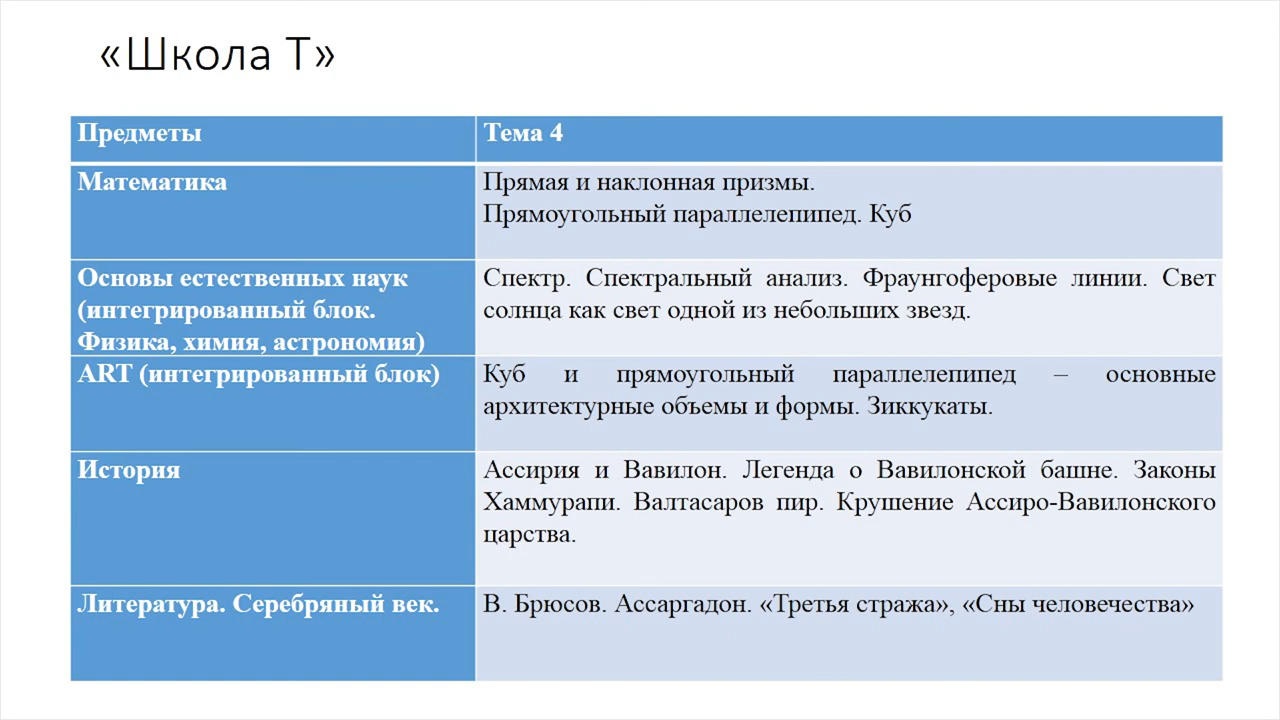 «Школа Т»
Предметы
Тема 4
Математика
Прямая и наклонная призмы.
Прямоугольный параллелепипед. Куб
Основы естественных наук
(интегрированный блок.
Физика, химия, астрономия)
Спектр. Спектральный анализ. Фраунгоферовые линии. Свет
солнца как свет одной из небольших звезд.
ART (интегрированный блок)
Куб и прямоугольный параллелепипед – основные
архитектурные объемы и формы. Зиккукаты.
История
Ассирия и Вавилон. Легенда о Вавилонской башне. Законы
Хаммурапи. Валтасаров пир. Крушение Ассиро-Вавилонского
царства.
Литература. Серебряный век.
В. Брюсов. Ассаргадон. «Третья стража», «Сны человечества»